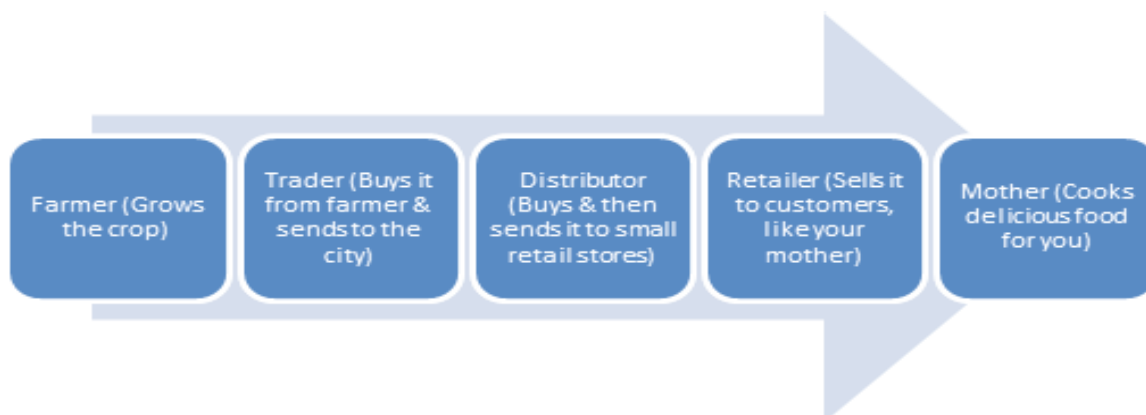 Farmer (Grows
the crop)
Trader (Buys it
from farmer &
sends to the
city)
Distributor
(Buys & then
sends it to small
retail stores)
Retailer (Sells it
to customers,
like your
mother)
Mother (Cooks
delicious food
for you)